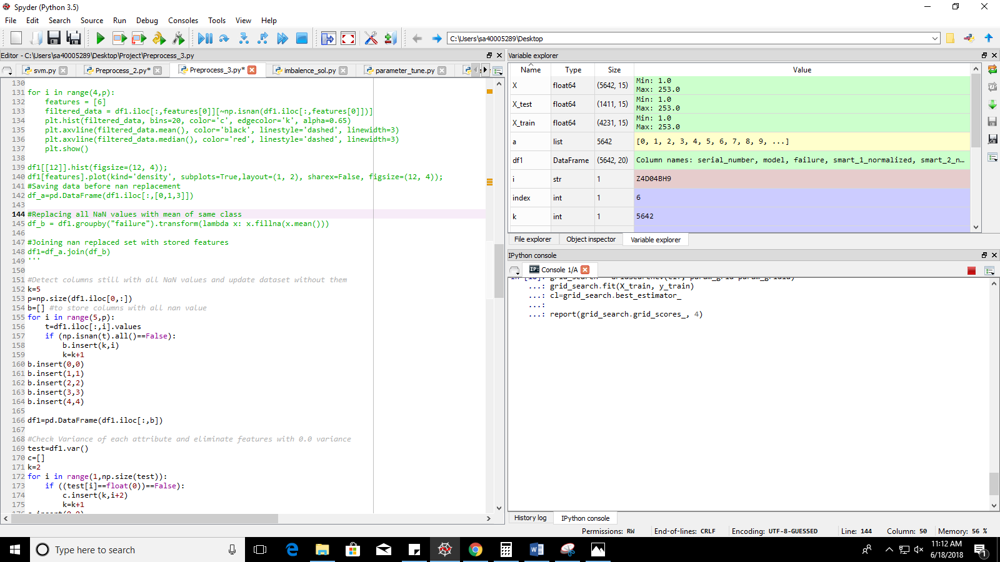 Spyder (Python 3.5)
File Edit Search Source Run Debug Consoles Tools View Help
C:\Users\sa40005289\Desktop
Editor - C:\Users\sa40005289\Desktop\Project\Preprocess_3.py
svm.py Preprocess_2.py* Preprocess_3.py* imbalence_sol.py parameter_tune.py
130
131 for i in range(4,p):
132     features = [6]
133     filtered_data = df1.iloc[:,features[0]][~np.isnan(df1.iloc[:,features[0]])]
134     plt.hist(filtered_data, bins=20, color='c', edgecolor='k', alpha=0.65)
135     plt.axvline(filtered_data.mean(), color='black', linestyle='dashed', linewidth=3)
136     plt.axvline(filtered_data.median(), color='red', linestyle='dashed', linewidth=3)
137     plt.show()
138
139 df1[[12]].hist(figsize=(12, 4));
140 df1[features].plot(kind='density', subplots=True,layout=(1, 2), sharex=False, figsize=(12, 4));
141 #Saving data before nan replacement
142 df_a=pd.DataFrame(df1.iloc[:,[0,1,3]])
143
144 #Replacing all NaN values with mean of same class
145 df_b = df1.groupby("failure").transform(lambda x: x.fillna(x.mean()))
146
147 #Joining nan replaced set with stored features
148 df1=df_a.join(df_b)
149 '''
150
151 #Detect columns still with all NaN values and update dataset without them
152 k=5
153 p=np.size(df1.iloc[0,:])
154 b=[] #to store columns with all nan value
155 for i in range(5,p):
156     t=df1.iloc[:,i].values
157     if (np.isnan(t).all()==False):
158         b.insert(k,i)
159         k=k+1
160 b.insert(0,0)
161 b.insert(1,1)
162 b.insert(2,2)
163 b.insert(3,3)
164 b.insert(4,4)
165
166 df1=pd.DataFrame(df1.iloc[:,b])
167
168 #Check Variance of each attribute and eliminate features with 0.0 variance
169 test=df1.var()
170 c=[]
171 k=2
172 for i in range(1,np.size(test)):
173     if ((test[i]==float(0))==False):
174         c.insert(k,i+2)
175         k=k+1
Variable explorer
Name Type Size Value
X float64 (5642, 15) Min: 1.0
Max: 253.0
X_test float64 (1411, 15) Min: 1.0
Max: 253.0
X_train float64 (4231, 15) Min: 1.0
Max: 253.0
a list 5642 [0, 1, 2, 3, 4, 5, 6, 7, 8, 9, ...]
df1 DataFrame (5642, 20) Column names: serial_number, model, failure, smart_1_normalized, smart_2_n...
i str 1 Z4D04BH9
index int 1 6
k int 1 5642
File explorer Object inspector Variable explorer
IPython console
IP: Console 1/A
...: grid_search.fit(X_train, y_train)
...: cl=grid_search.best_estimator_
...:
...: report(grid_search.grid_scores_, 4)
History log IPython console
Permissions: RW End-of-lines: CRLF Encoding: UTF-8-GUESSED Line: 144 Column: 50 Memory: 56 %
Type here to search
11:12 AM
6/18/2018
1